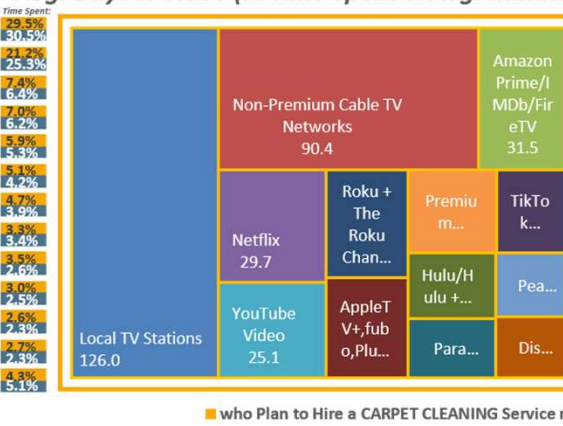 Time Spent:
29.5%
30.5%
21.2%
25.3%
7.4%
6.4%
7.0%
6.2%
5.9%
5.3%
5.1%
4.2%
4.7%
3.9%
3.3%
3.4%
3.5%
2.6%
3.0%
2.5%
2.6%
2.3%
2.7%
2.3%
4.3%
5.1%
Local TV Stations
126.0
Non-Premium Cable TV
Networks
90.4
Amazon
Prime/I
MDb/Fir
eTV
31.5
Netflix
29.7
YouTube
Video
25.1
Roku +
The
Roku
Chan...
AppleT
V+,fub
o,Plu...
Premiu
m...
Hulu/H
ulu +...
Para...
TikTo
k...
Pea...
Dis...
who Plan to Hire a CARPET CLEANING Service